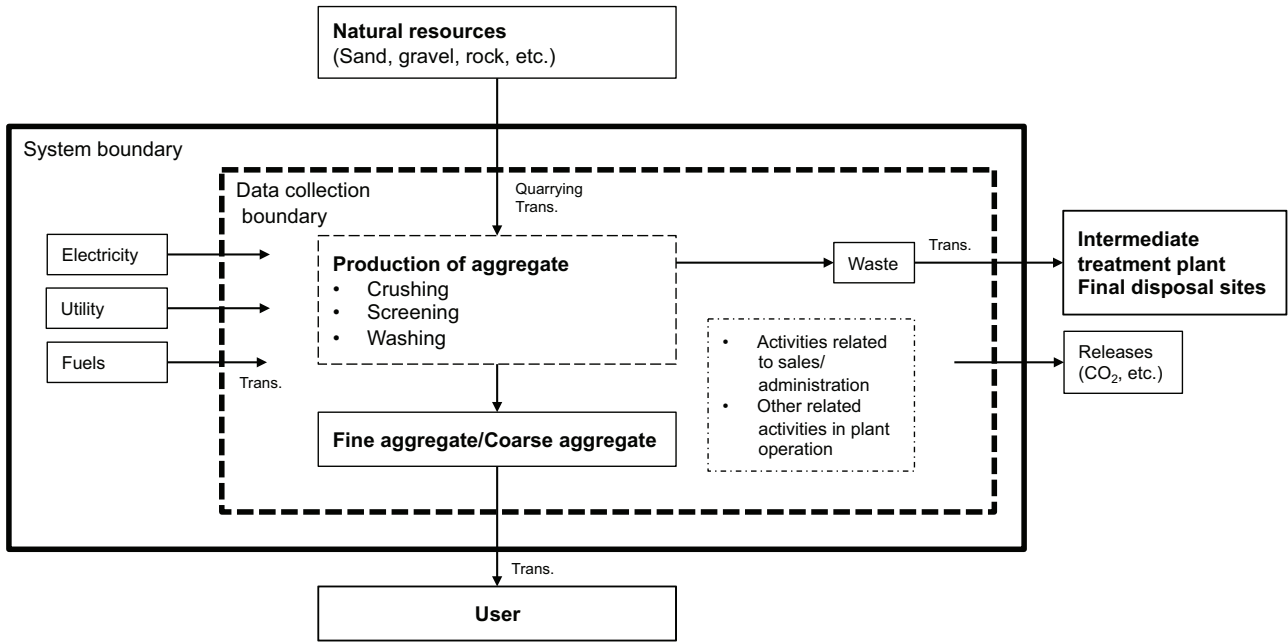 Natural resources
(Sand, gravel, rock, etc.)
System boundary
Data collection
boundary
Quarrying
Trans.
Electricity
Utility
Fuels
Trans.
Production of aggregate
• Crushing
• Screening
• Washing
Waste
Trans.
Intermediate
treatment plant
Final disposal sites
• Activities related
to sales/
administration
• Other related
activities in plant
operation
Releases
(CO₂, etc.)
Fine aggregate/Coarse aggregate
Trans.
User